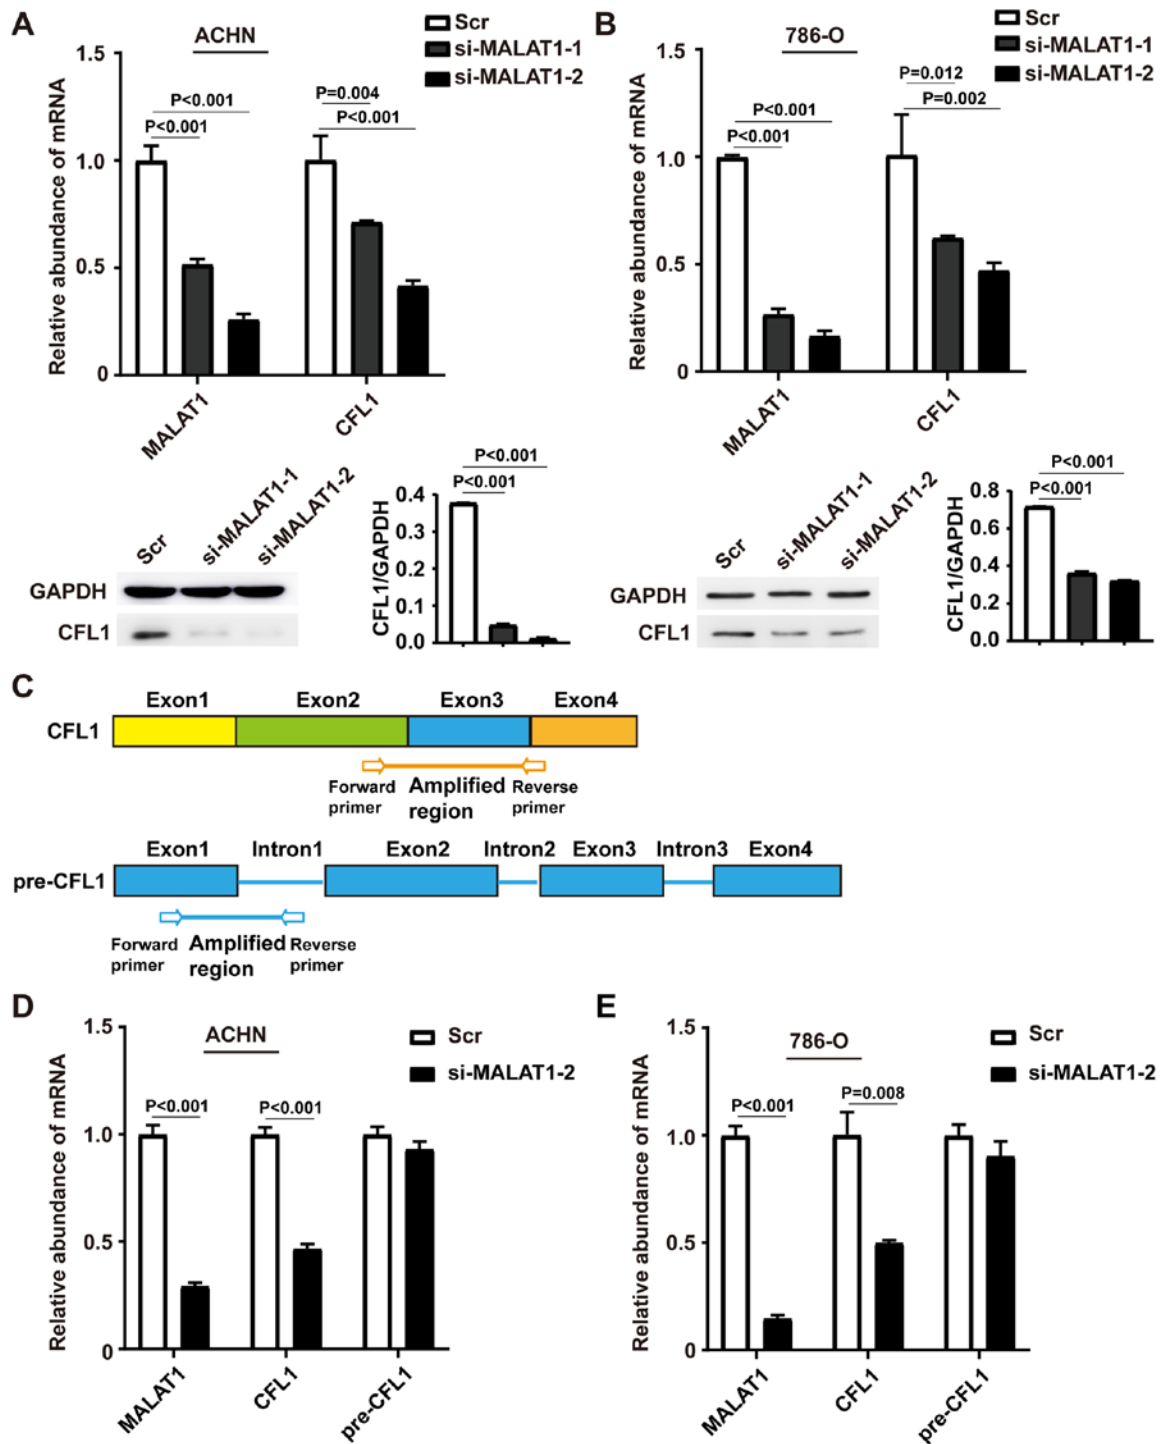 A
ACHN
Scr
si-MALAT1-1
si-MALAT1-2
Relative abundance of mRNA
1.5
1.0
0.5
0
P<0.001
P<0.001
P=0.004
P<0.001
MALAT1
CFL1
Scr
si-MALAT1-1
si-MALAT1-2
GAPDH
CFL1
CFL1/GAPDH
0.4
0.3
0.2
0.1
0.0
P<0.001
P<0.001
B
786-O
Scr
si-MALAT1-1
si-MALAT1-2
Relative abundance of mRNA
1.5
1.0
0.5
0
P<0.001
P<0.001
P=0.012
P=0.002
MALAT1
CFL1
Scr
si-MALAT1-1
si-MALAT1-2
GAPDH
CFL1
CFL1/GAPDH
0.8
0.6
0.4
0.2
0.0
P<0.001
P<0.001
C
Exon1 Exon2 Exon3 Exon4
CFL1
Forward primer
Amplified region
Reverse primer
Exon1 Intron1 Exon2 Intron2 Exon3 Intron3 Exon4
pre-CFL1
Forward primer
Amplified region
Reverse primer
D
ACHN
Scr
si-MALAT1-2
Relative abundance of mRNA
1.5
1.0
0.5
0
P<0.001
P<0.001
MALAT1
CFL1
pre-CFL1
E
786-O
Scr
si-MALAT1-2
Relative abundance of mRNA
1.5
1.0
0.5
0
P<0.001
P=0.008
MALAT1
CFL1
pre-CFL1